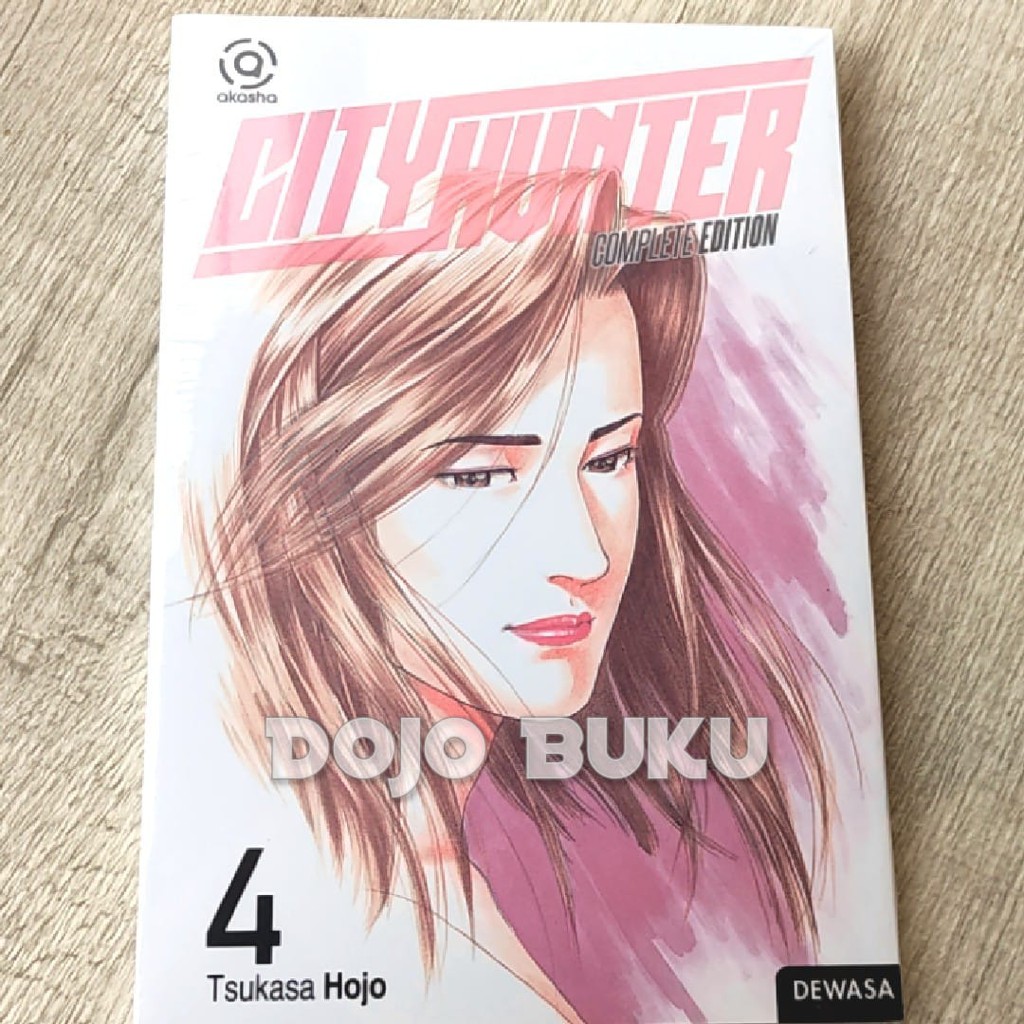 akasha
CITY HUNTER
COMPLETE EDITION
DOJO BUKU
4
Tsukasa Hojo
DEWASA